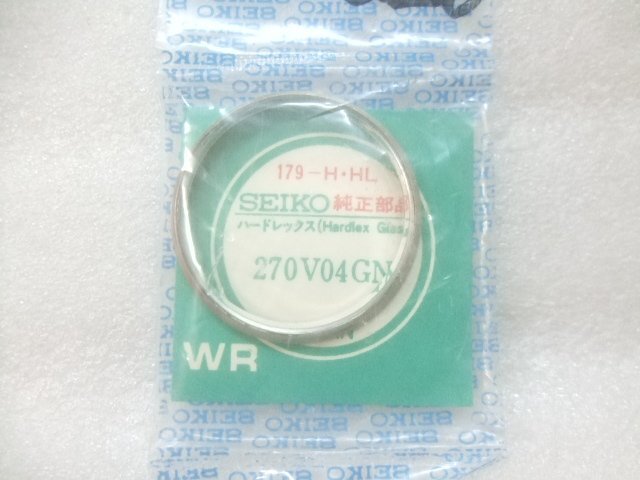 179-H・HL
SEIKO 純正部品
ハードレックス(Hardlex Glass
270V04GN
WR